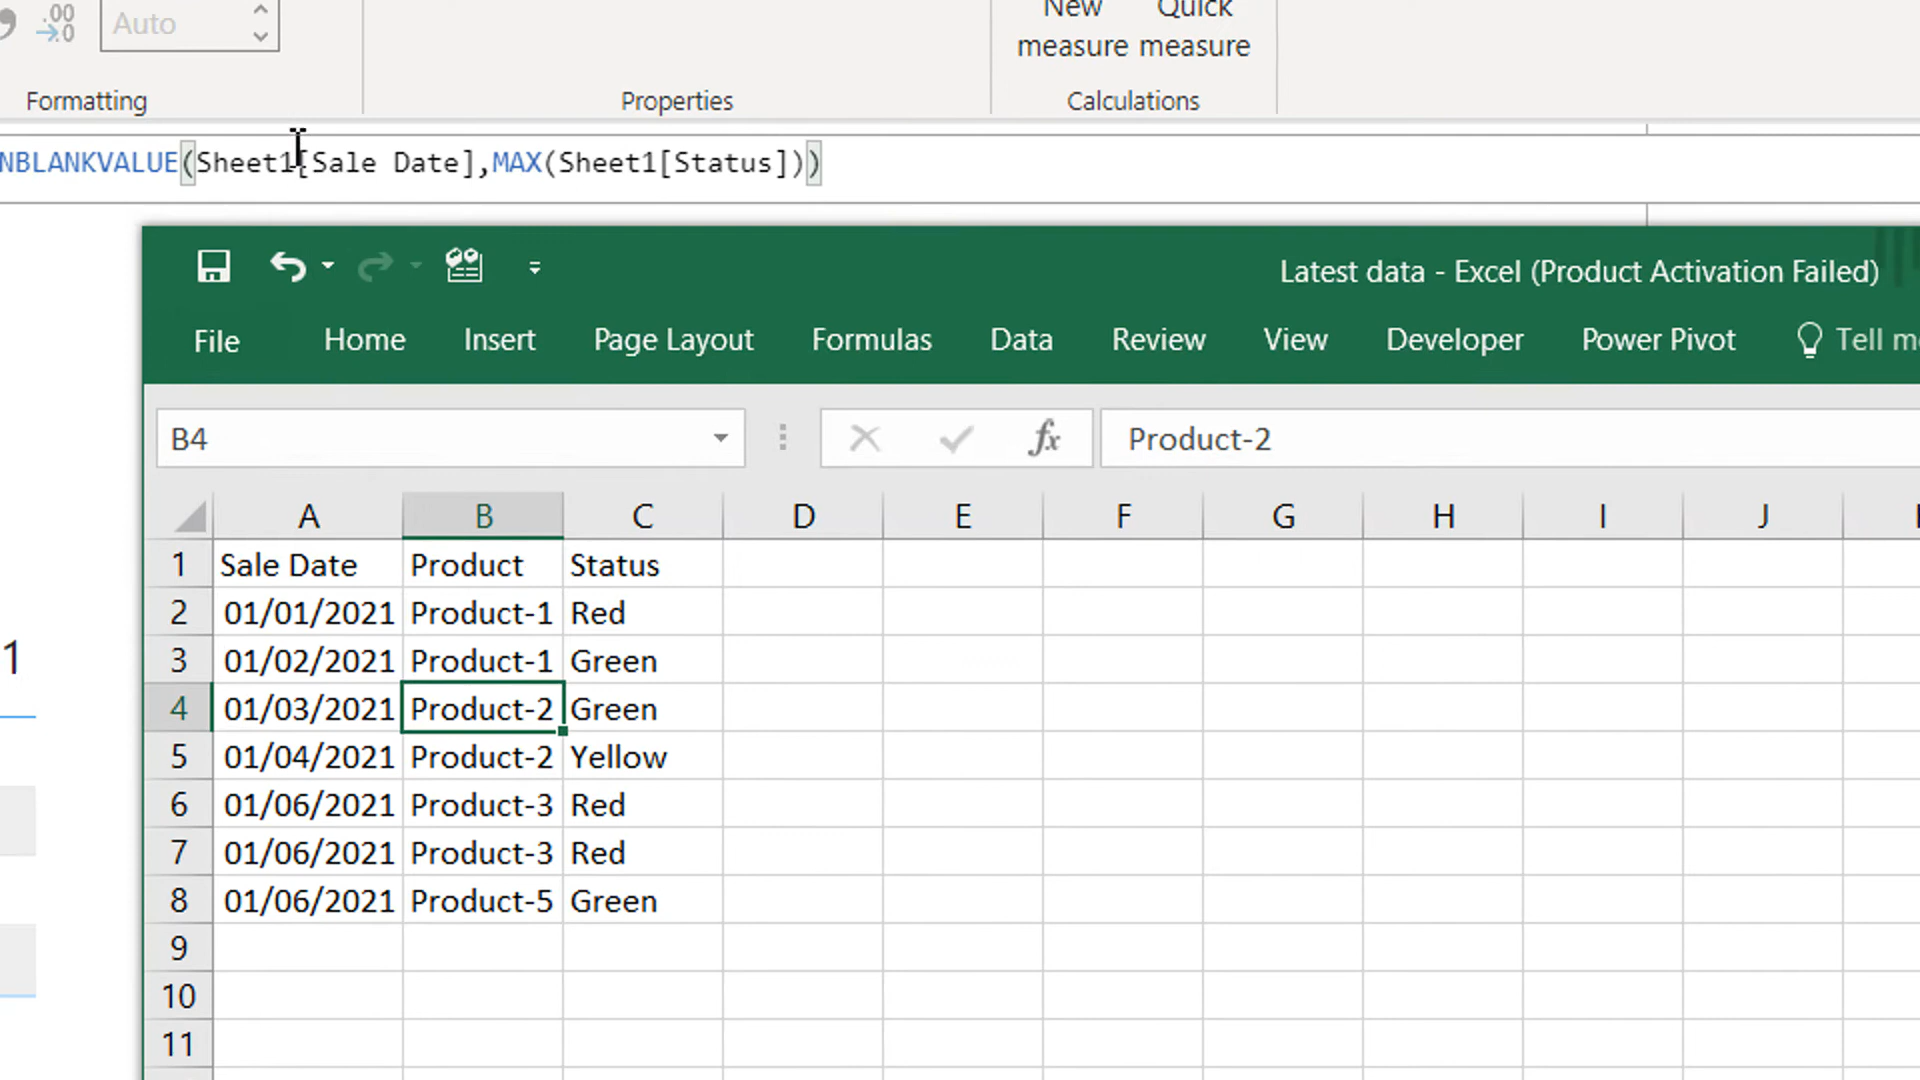 .00
→.0
Auto
New measure
Quick measure
Formatting
Properties
Calculations
NBLANKVALUE(Sheet1[Sale Date],MAX(Sheet1[Status]))
Latest data - Excel (Product Activation Failed)
File Home Insert Page Layout Formulas Data Review View Developer Power Pivot Tell m
B4 fx Product-2
A B C D E F G H I J
1 Sale Date Product Status
2 01/01/2021 Product-1 Red
3 01/02/2021 Product-1 Green
4 01/03/2021 Product-2 Green
5 01/04/2021 Product-2 Yellow
6 01/06/2021 Product-3 Red
7 01/06/2021 Product-3 Red
8 01/06/2021 Product-5 Green
9
10
11
1